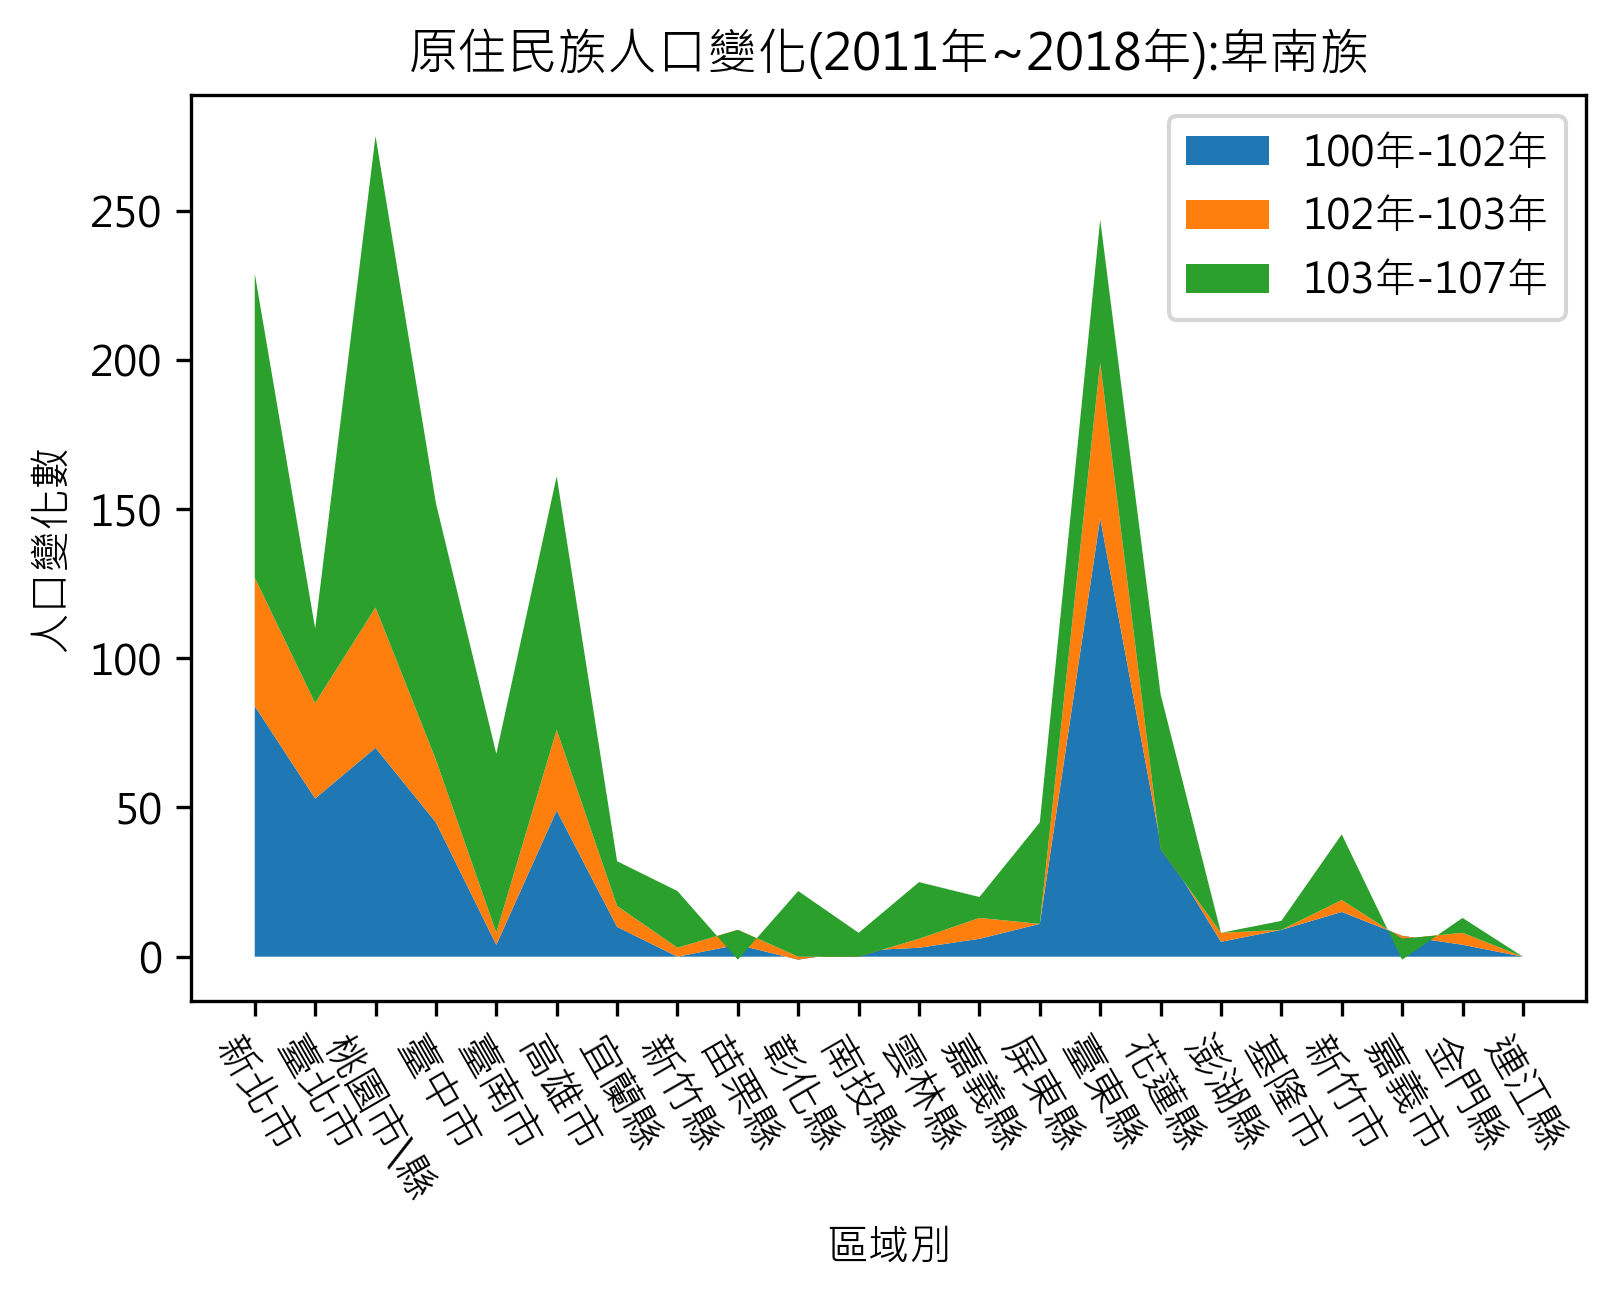 原住民族人口變化(2011年~2018年):卑南族
100年-102年
102年-103年
103年-107年
人口變化數
250
200
150
100
50
0
新北市
臺北市
桃園市\縣
臺中市
臺南市
高雄市
宜蘭縣
新竹縣
苗栗縣
彰化縣
南投縣
雲林縣
嘉義縣
屏東縣
臺東縣
花蓮縣
澎湖縣
基隆市
新竹市
嘉義市
金門縣
連江縣
區域別